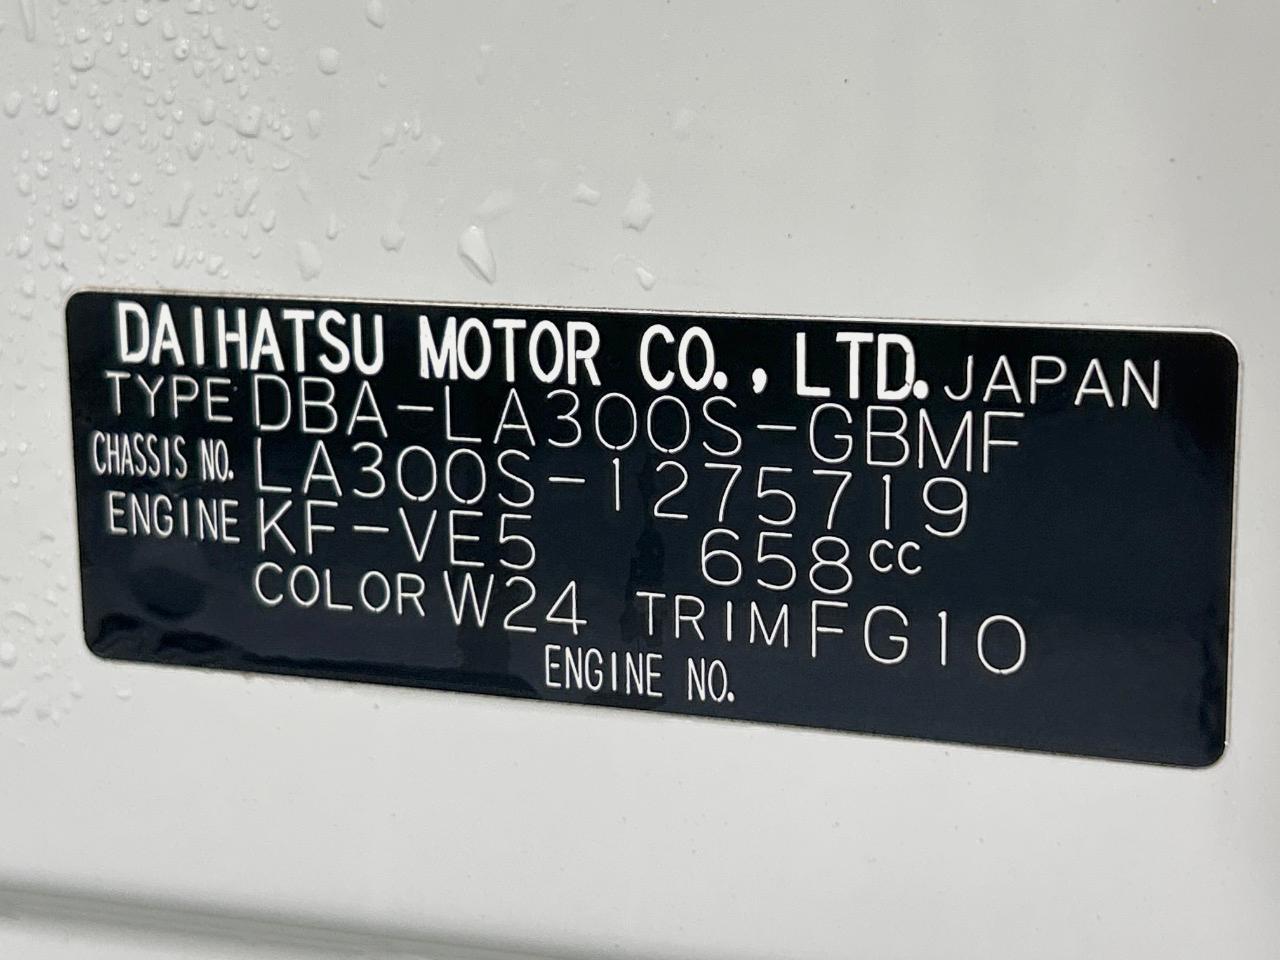 DAIHATSU MOTOR CO., LTD. JAPAN
TYPE DBA-LA300S-GBMF
CHASSIS NO. LA300S-1275719
ENGINE KF-VE5 658cc
COLOR W24 TRIM FG10
ENGINE NO.